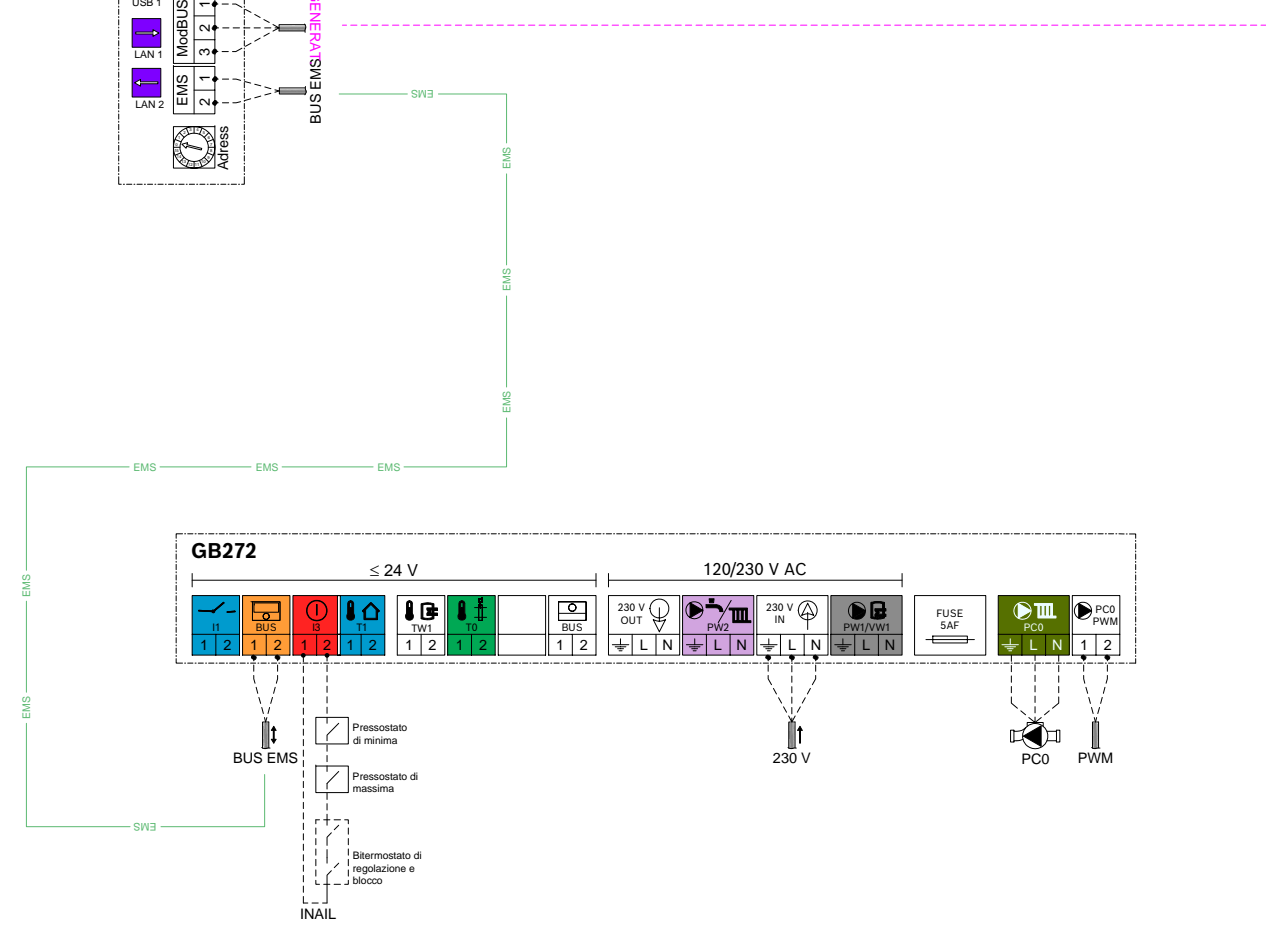 USB 1
LAN 1
LAN 2
ModBUS
1
2
3
EMS
1
2
Adress
GENERAT
BUS EMS
EMS
EMS
EMS
EMS
EMS EMS EMS
EMS
EMS
EMS
GB272
≤ 24 V
120/230 V AC
I1
1 2
BUS
1 2
I3
1 2
T1
1 2
TW1
1 2
T0
1 2
BUS
1 2
230 V
OUT
L N
PW2
L N
230 V
IN
L N
PW1/VW1
L N
FUSE
5AF
PC0
L N
PC0
PWM
1 2
BUS EMS
Pressostato
di minima
Pressostato di
massima
Bitermostato di
regolazione e
blocco
INAIL
230 V
PC0
PWM